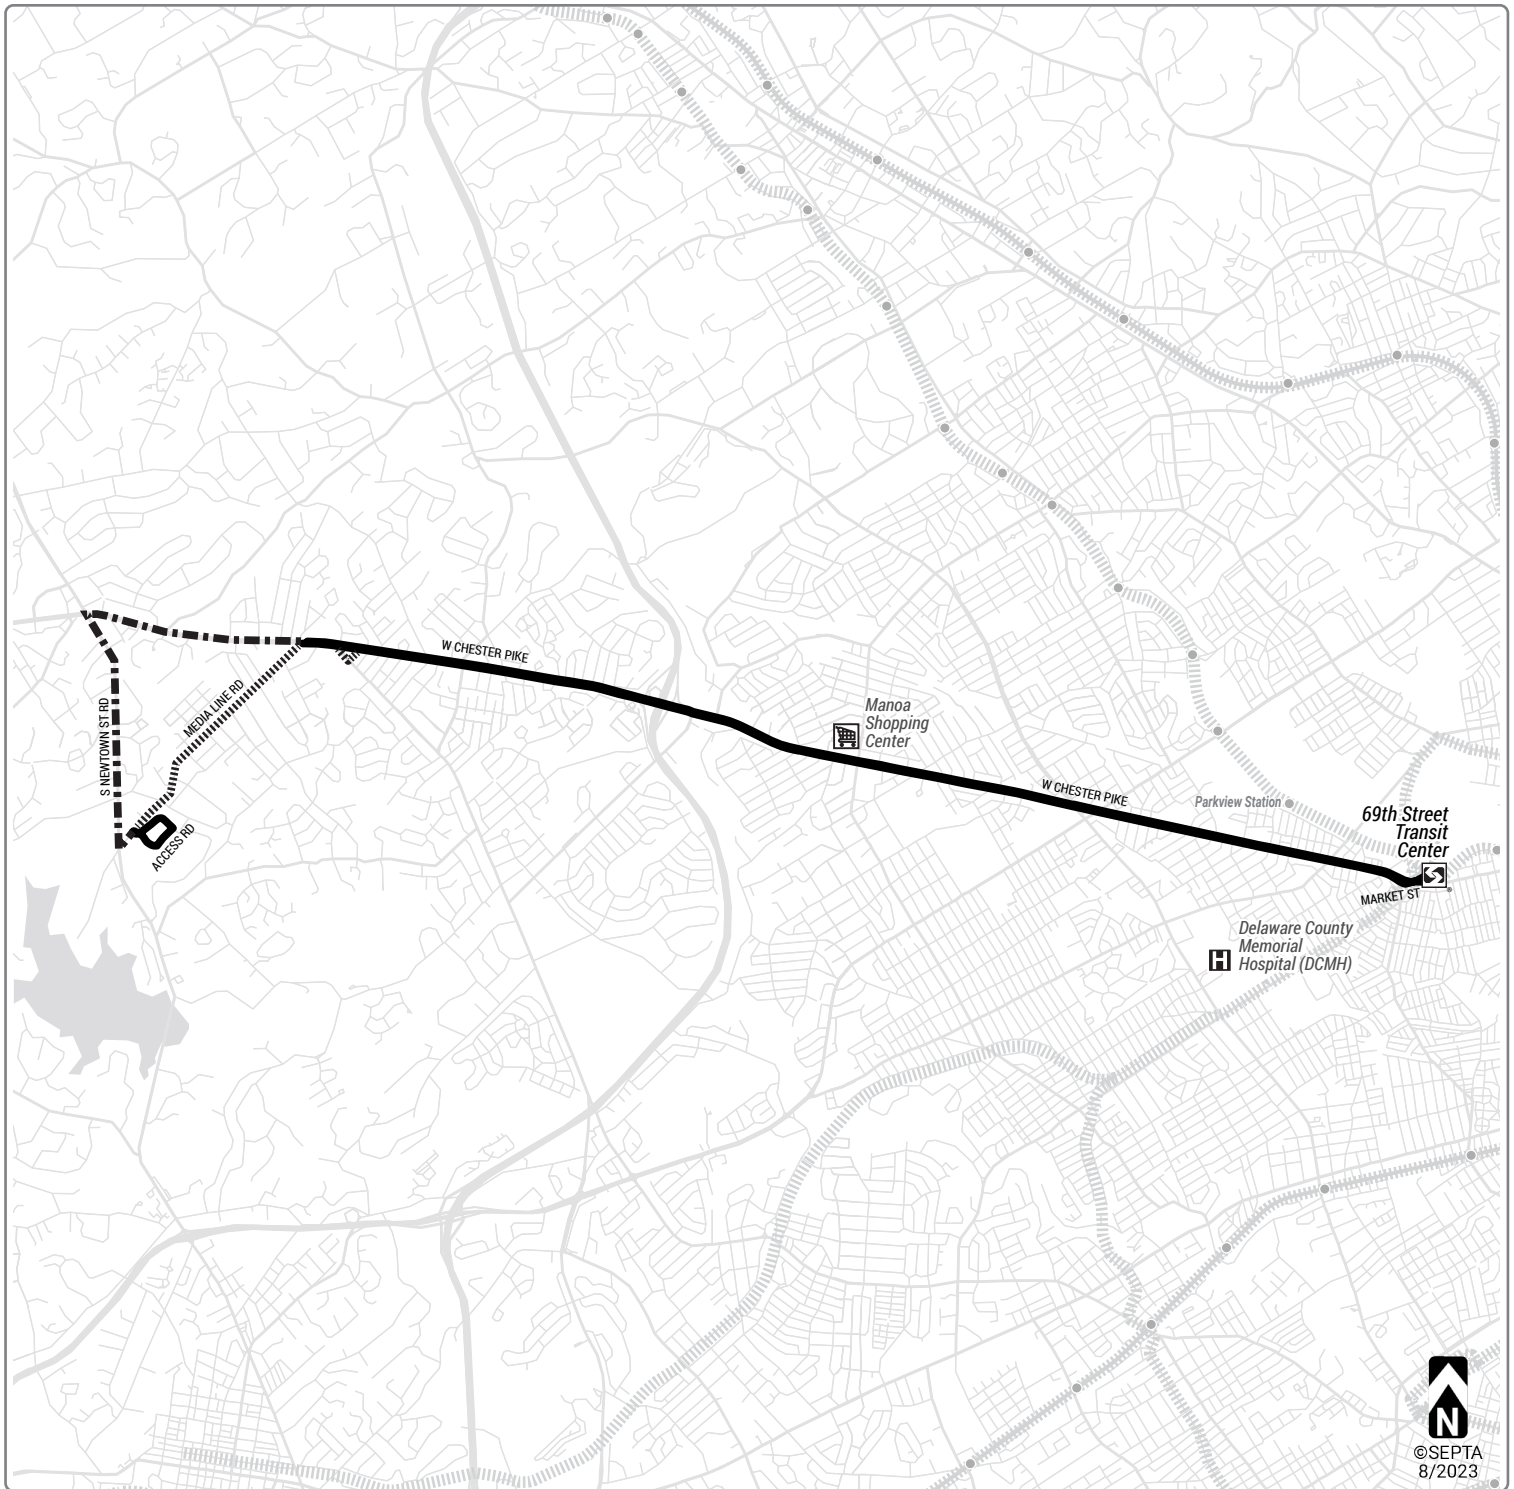 W CHESTER PIKE
S NEWTOWN ST RD
MEDIA LINE RD
ACCESS RD
Manoa
Shopping
Center
W CHESTER PIKE
Parkview Station
69th Street
Transit
Center
MARKET ST
H
Delaware County
Memorial
Hospital (DCMH)
N
©SEPTA
8/2023